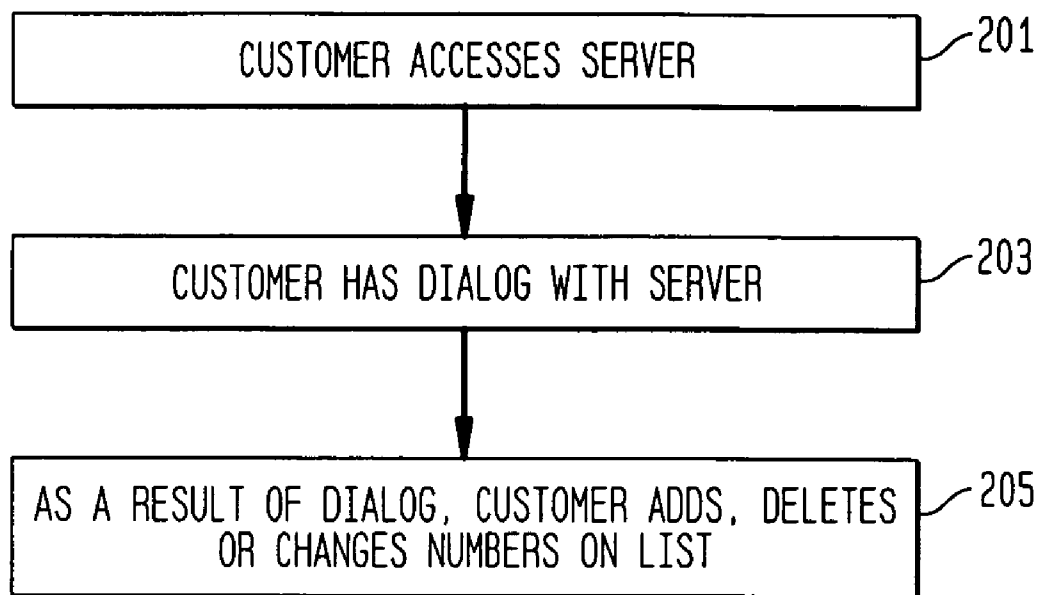 CUSTOMER ACCESSES SERVER
201
CUSTOMER HAS DIALOG WITH SERVER
203
AS A RESULT OF DIALOG, CUSTOMER ADDS, DELETES
OR CHANGES NUMBERS ON LIST
205